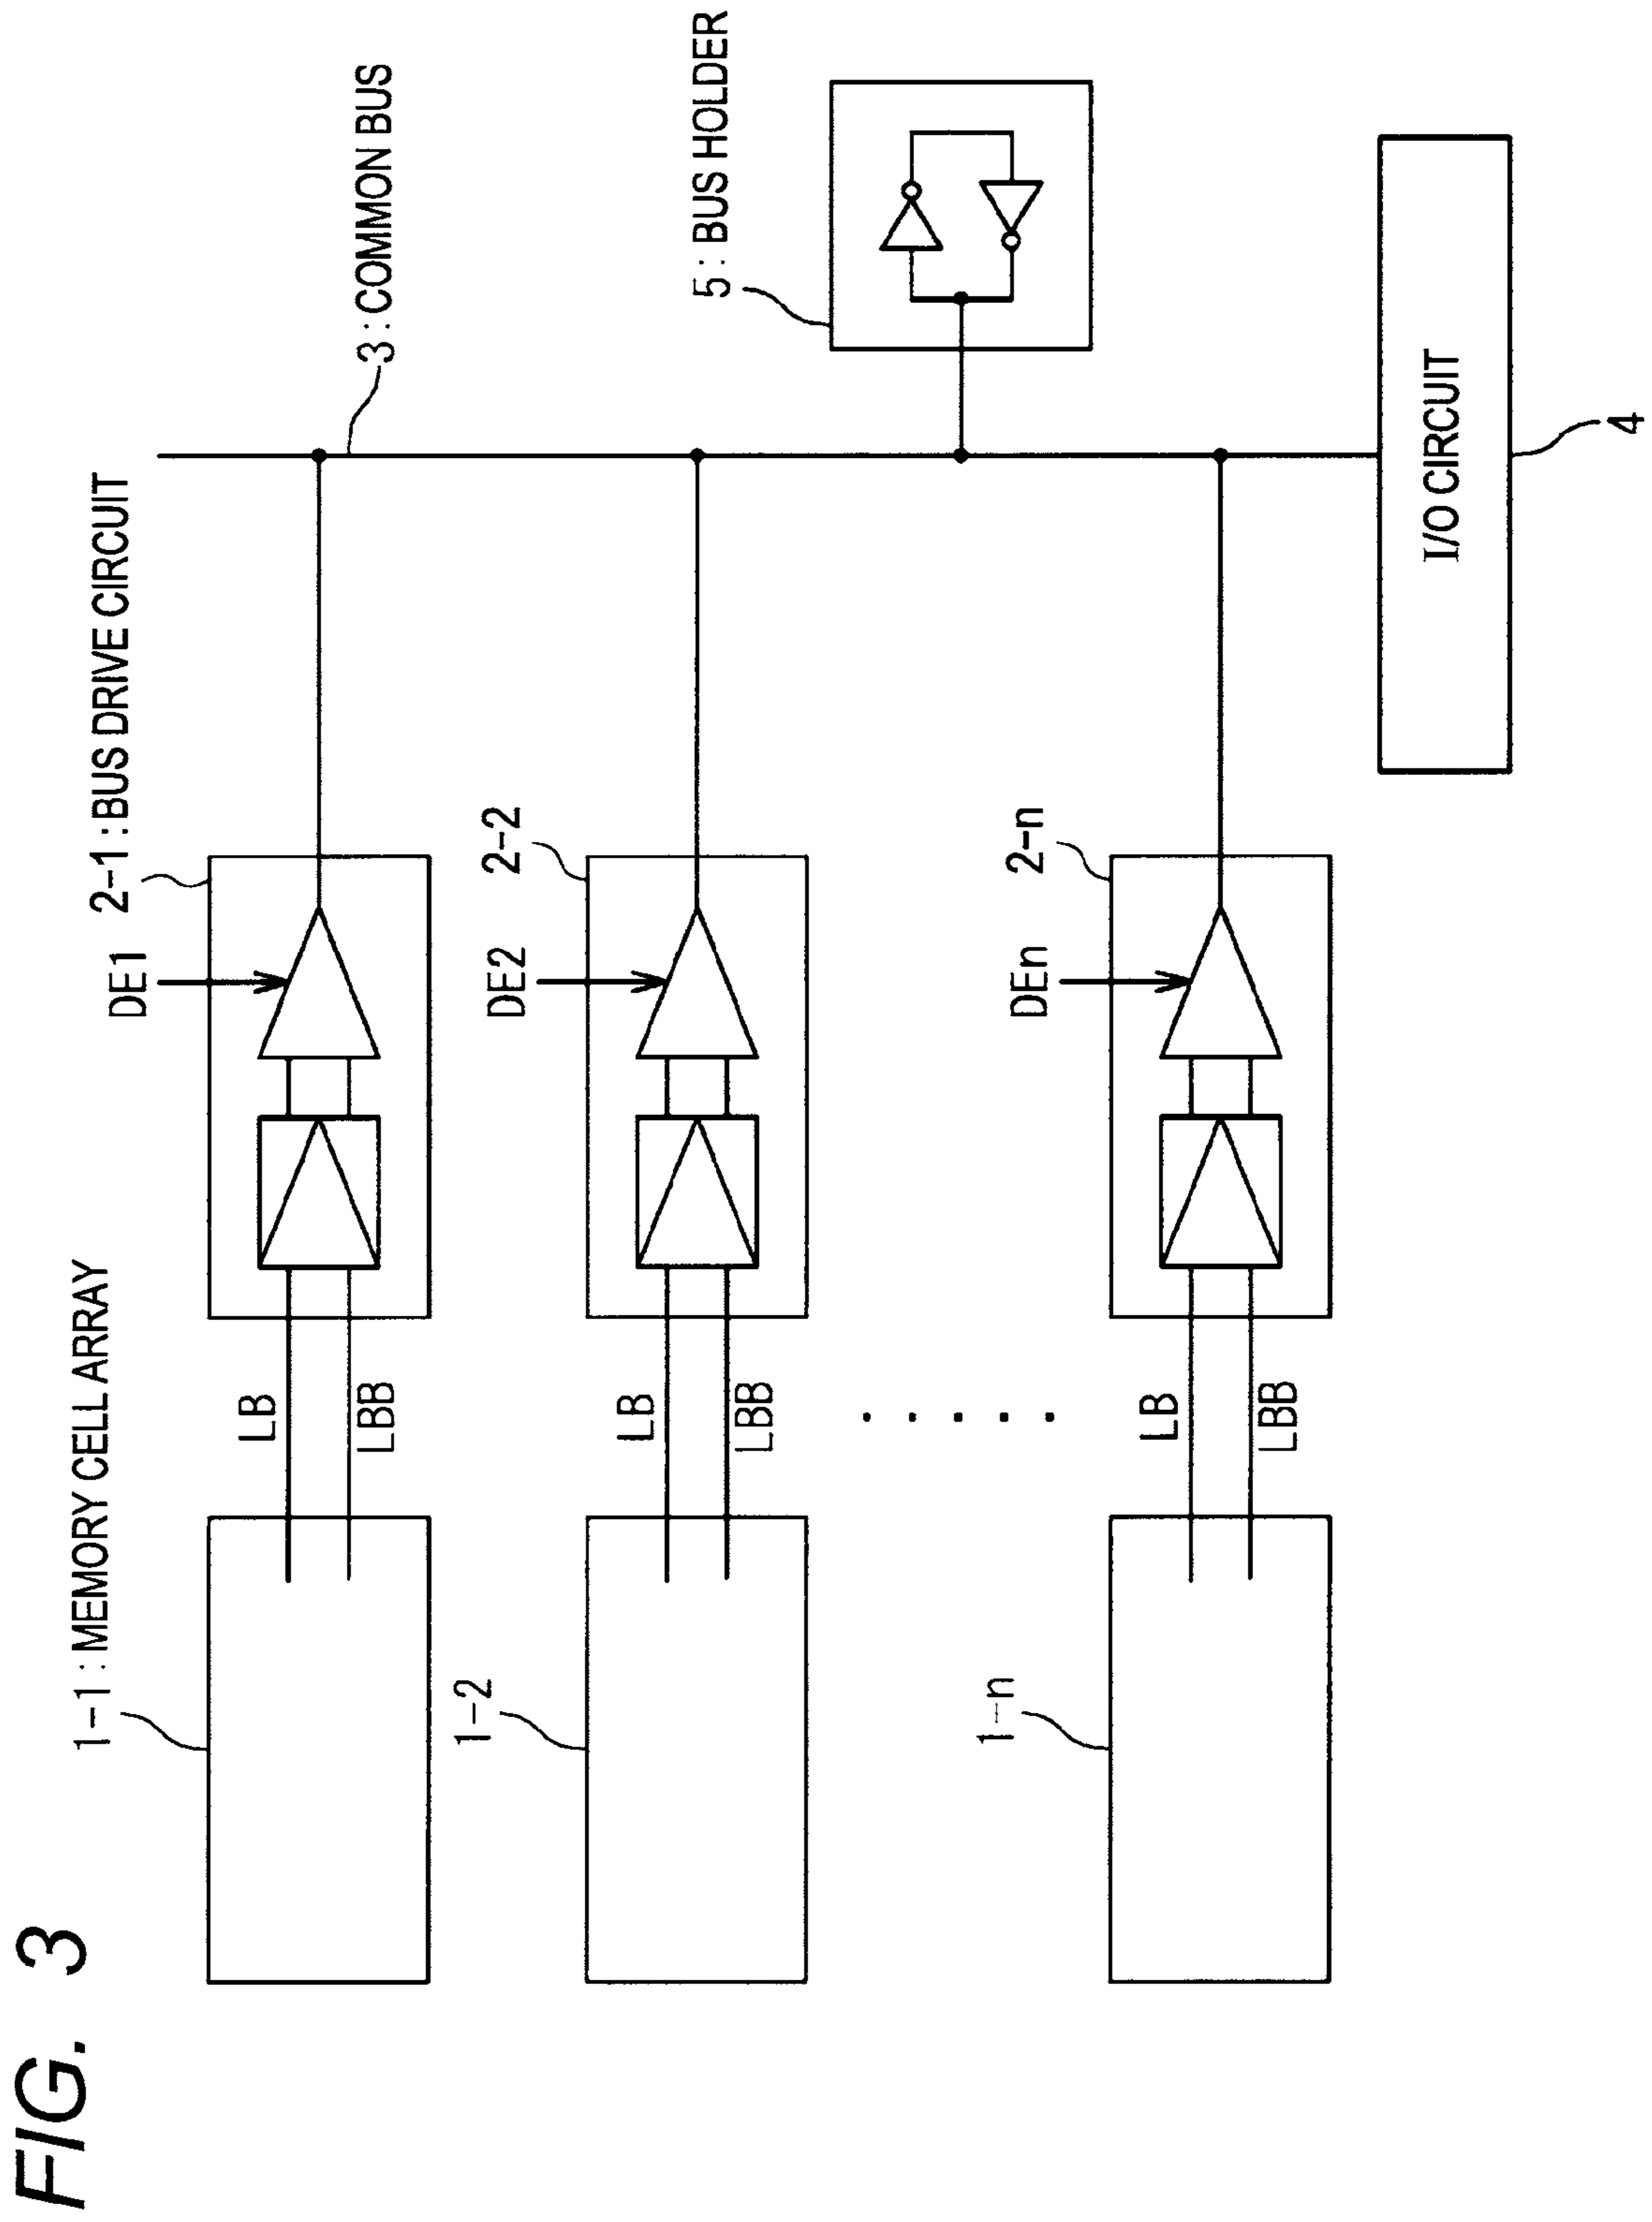 FIG. 3
1-1 : MEMORY CELL ARRAY
2-1 : BUS DRIVE CIRCUIT
3 : COMMON BUS
DE1
LB
LBB
1-2
2-2
DE2
LB
LBB
5 : BUS HOLDER
. . . . .
1-n
2-n
DEn
LB
LBB
I/O CIRCUIT
4